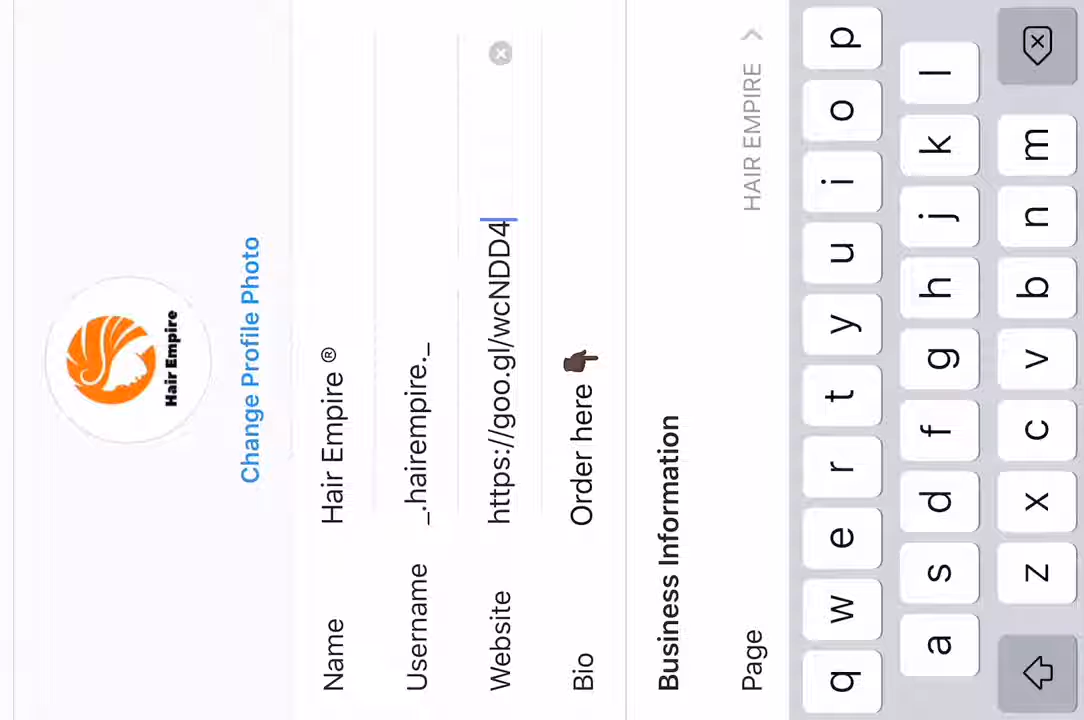 Hair Empire
Change Profile Photo
Name Hair Empire ®
Username _.hairempire._
Website https://goo.gl/wcNDD4
Bio Order here 👇🏿
Business Information
Page HAIR EMPIRE
q w e r t y u i o p
a s d f g h j k l
z x c v b n m